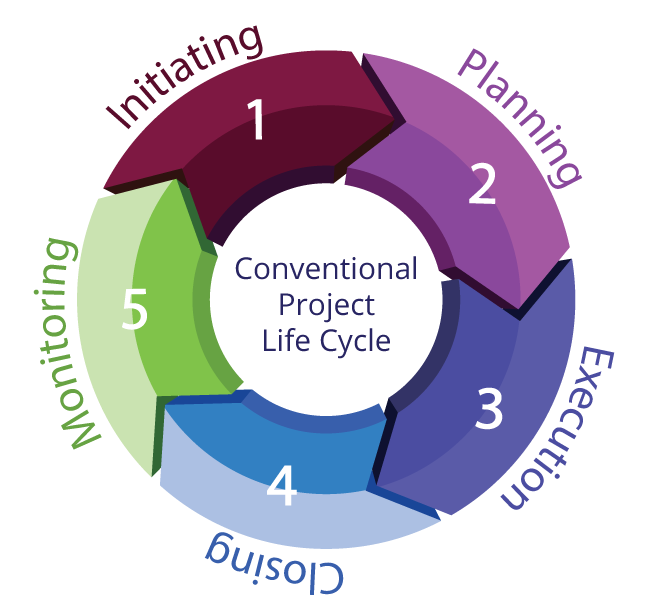 Initiating
1
Planning
2
Execution
3
Closing
4
Monitoring
5
Conventional
Project
Life Cycle